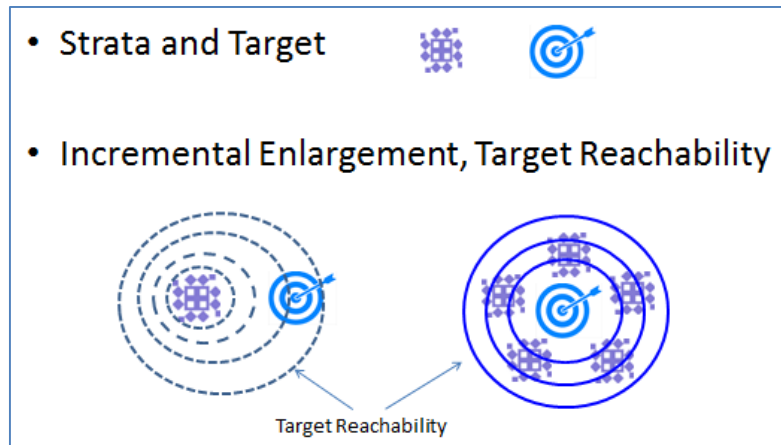 • Strata and Target
• Incremental Enlargement, Target Reachability
Target Reachability